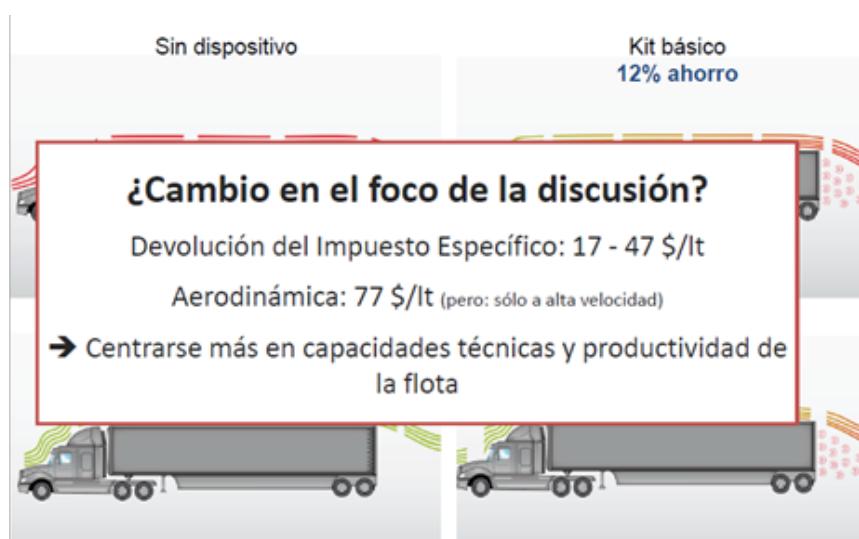 Sin dispositivo
Kit básico
12% ahorro
¿Cambio en el foco de la discusión?
Devolución del Impuesto Específico: 17 - 47 $/lt
Aerodinámica: 77 $/lt (pero: sólo a alta velocidad)
➔ Centrarse más en capacidades técnicas y productividad de
la flota